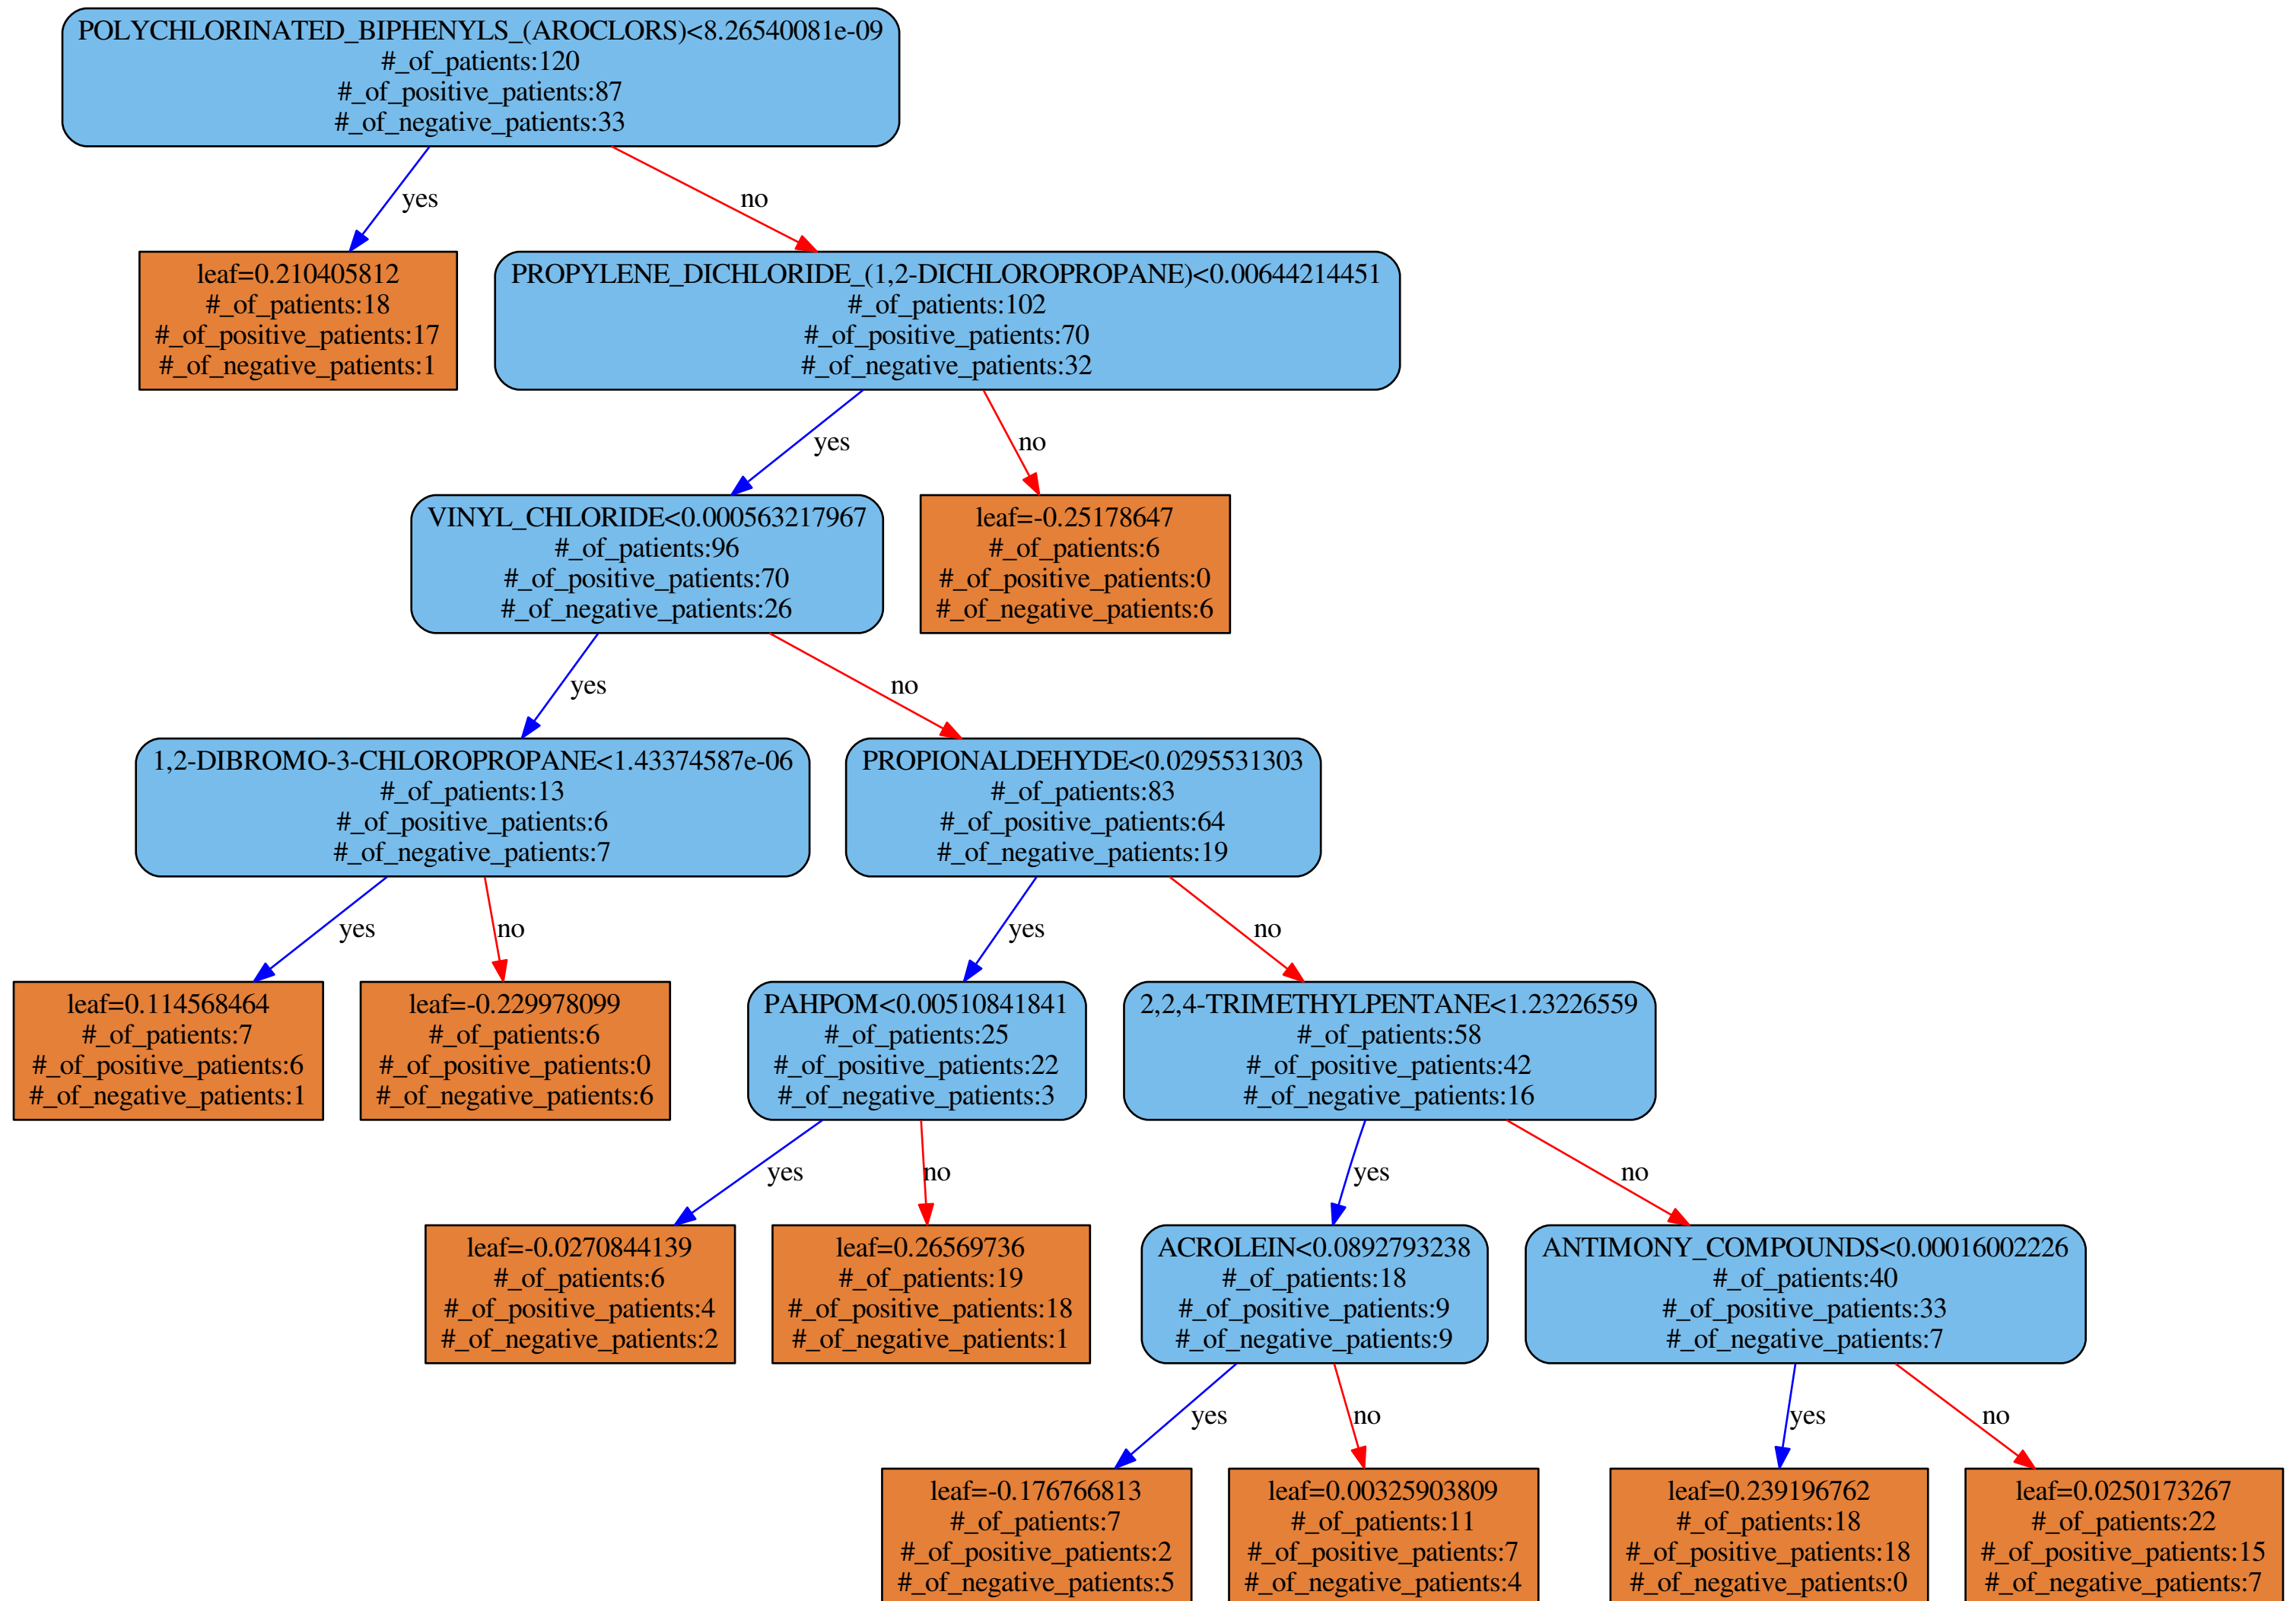 POLYCHLORINATED_BIPHENYLS_(AROCLORS)<8.26540081e-09
#_of_patients:120
#_of_positive_patients:87
#_of_negative_patients:33
yes
no
leaf=0.210405812
#_of_patients:18
#_of_positive_patients:17
#_of_negative_patients:1
PROPYLENE_DICHLORIDE_(1,2-DICHLOROPROPANE)<0.00644214451
#_of_patients:102
#_of_positive_patients:70
#_of_negative_patients:32
yes
no
VINYL_CHLORIDE<0.000563217967
#_of_patients:96
#_of_positive_patients:70
#_of_negative_patients:26
leaf=-0.25178647
#_of_patients:6
#_of_positive_patients:0
#_of_negative_patients:6
yes
no
1,2-DIBROMO-3-CHLOROPROPANE<1.43374587e-06
#_of_patients:13
#_of_positive_patients:6
#_of_negative_patients:7
PROPIONALDEHYDE<0.0295531303
#_of_patients:83
#_of_positive_patients:64
#_of_negative_patients:19
yes
no
yes
no
leaf=0.114568464
#_of_patients:7
#_of_positive_patients:6
#_of_negative_patients:1
leaf=-0.229978099
#_of_patients:6
#_of_positive_patients:0
#_of_negative_patients:6
PAHPOM<0.00510841841
#_of_patients:25
#_of_positive_patients:22
#_of_negative_patients:3
2,2,4-TRIMETHYLPENTANE<1.23226559
#_of_patients:58
#_of_positive_patients:42
#_of_negative_patients:16
yes
no
yes
no
leaf=-0.0270844139
#_of_patients:6
#_of_positive_patients:4
#_of_negative_patients:2
leaf=0.26569736
#_of_patients:19
#_of_positive_patients:18
#_of_negative_patients:1
ACROLEIN<0.0892793238
#_of_patients:18
#_of_positive_patients:9
#_of_negative_patients:9
ANTIMONY_COMPOUNDS<0.00016002226
#_of_patients:40
#_of_positive_patients:33
#_of_negative_patients:7
yes
no
yes
no
leaf=-0.176766813
#_of_patients:7
#_of_positive_patients:2
#_of_negative_patients:5
leaf=0.00325903809
#_of_patients:11
#_of_positive_patients:7
#_of_negative_patients:4
leaf=0.239196762
#_of_patients:18
#_of_positive_patients:18
#_of_negative_patients:0
leaf=0.0250173267
#_of_patients:22
#_of_positive_patients:15
#_of_negative_patients:7